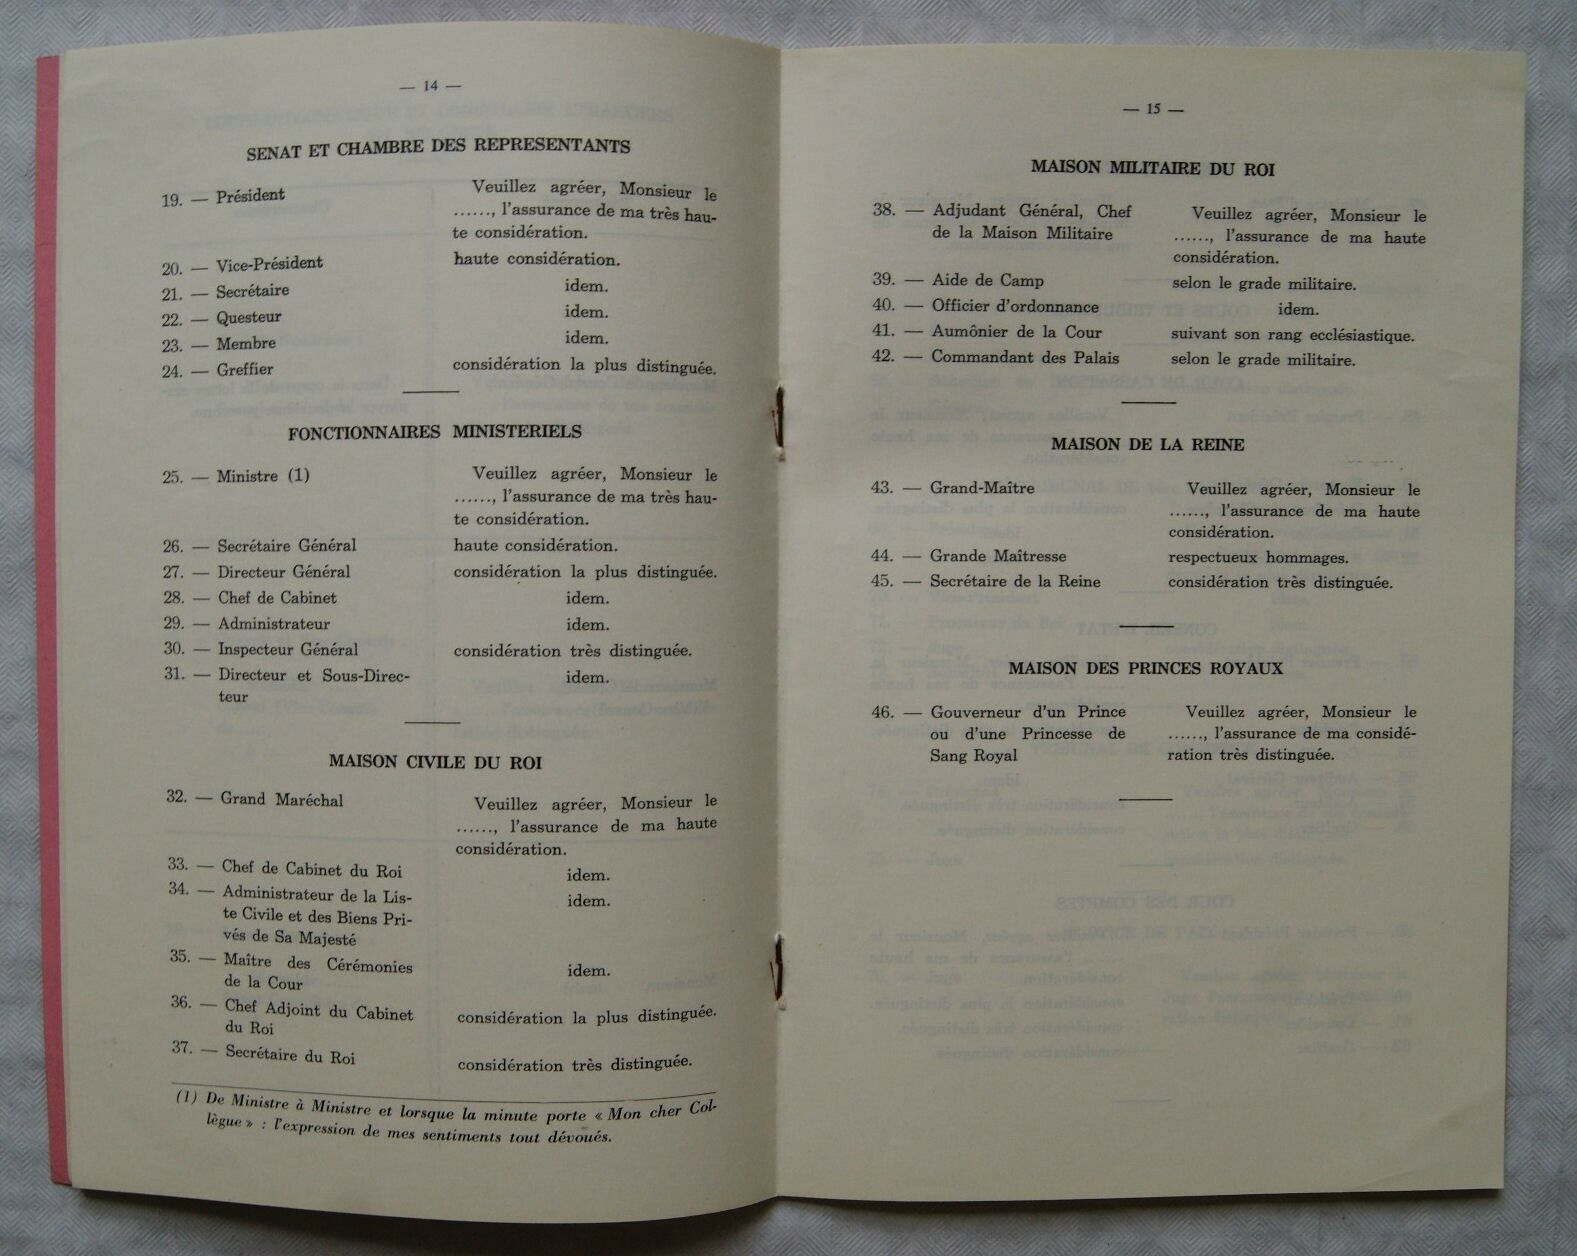 — 14 —
SENAT ET CHAMBRE DES REPRESENTANTS
19. — Président Veuillez agréer, Monsieur le
......, l'assurance de ma très hau-
te considération.
20. — Vice-Président haute considération.
21. — Secrétaire idem.
22. — Questeur idem.
23. — Membre idem.
24. — Greffier considération la plus distinguée.
FONCTIONNAIRES MINISTERIELS
25. — Ministre (1) Veuillez agréer, Monsieur le
......, l'assurance de ma très hau-
te considération.
26. — Secrétaire Général haute considération.
27. — Directeur Général considération la plus distinguée.
28. — Chef de Cabinet idem.
29. — Administrateur idem.
30. — Inspecteur Général considération très distinguée.
31. — Directeur et Sous-Direc- idem.
teur
MAISON CIVILE DU ROI
32. — Grand Maréchal Veuillez agréer, Monsieur le
......, l'assurance de ma haute
considération.
33. — Chef de Cabinet du Roi idem.
34. — Administrateur de la Lis- idem.
te Civile et des Biens Pri-
vés de Sa Majesté
35. — Maître des Cérémonies idem.
de la Cour
36. — Chef Adjoint du Cabinet considération la plus distinguée.
du Roi
37. — Secrétaire du Roi considération très distinguée.
(1) De Ministre à Ministre et lorsque la minute porte « Mon cher Col-
lègue » : l'expression de mes sentiments tout dévoués.
— 15 —
MAISON MILITAIRE DU ROI
38. — Adjudant Général, Chef Veuillez agréer, Monsieur le
de la Maison Militaire ......, l'assurance de ma haute
considération.
39. — Aide de Camp selon le grade militaire.
40. — Officier d'ordonnance idem.
41. — Aumônier de la Cour suivant son rang ecclésiastique.
42. — Commandant des Palais selon le grade militaire.
MAISON DE LA REINE
43. — Grand-Maître Veuillez agréer, Monsieur le
......, l'assurance de ma haute
considération.
44. — Grande Maîtresse respectueux hommages.
45. — Secrétaire de la Reine considération très distinguée.
MAISON DES PRINCES ROYAUX
46. — Gouverneur d'un Prince Veuillez agréer, Monsieur le
ou d'une Princesse de ......, l'assurance de ma considé-
Sang Royal ration très distinguée.